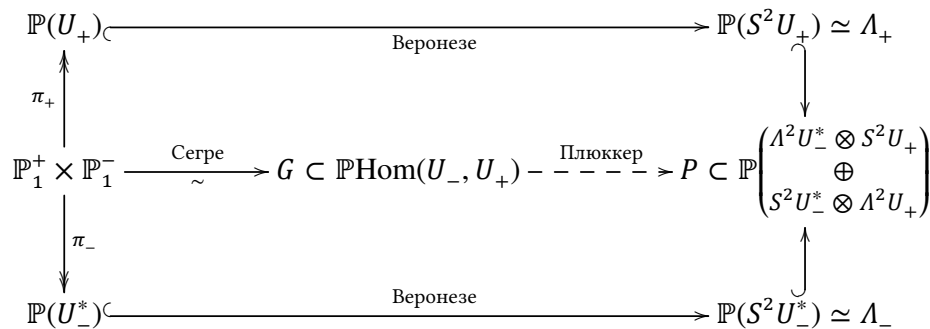 ℙ(U₊) Веронезе ℙ(S²U₊) ≃ Λ₊
π₊
ℙ₁⁺ × ℙ₁⁻ Сегре ∼ G ⊂ ℙHom(U₋, U₊) Плюккер P ⊂ ℙ(Λ²U₋* ⊗ S²U₊ ⊕ S²U₋* ⊗ Λ²U₊)
π₋
ℙ(U₋*) Веронезе ℙ(S²U₋*) ≃ Λ₋